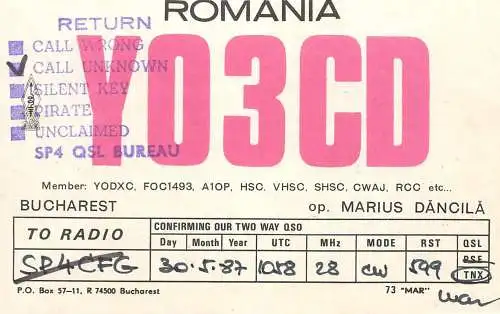 ROMANIA
RETURN
CALL WRONG
CALL UNKNOWN
SILENT KEY
PIRATE
UNCLAIMED
SP4 QSL BUREAU
YO3CD
Member: YODXC, FOC1493, A1OP, HSC, VHSC, SHSC, CWAJ, RCC etc...
BUCHAREST op. MARIUS DĂNCILĂ
TO RADIO CONFIRMING OUR TWO WAY QSO
Day Month Year UTC MHz MODE RST QSL
SP4CFG 30.5.87 1058 28 CW 599 PSE
TNX
P.O. Box 57–11, R 74500 Bucharest 73 "MAR"